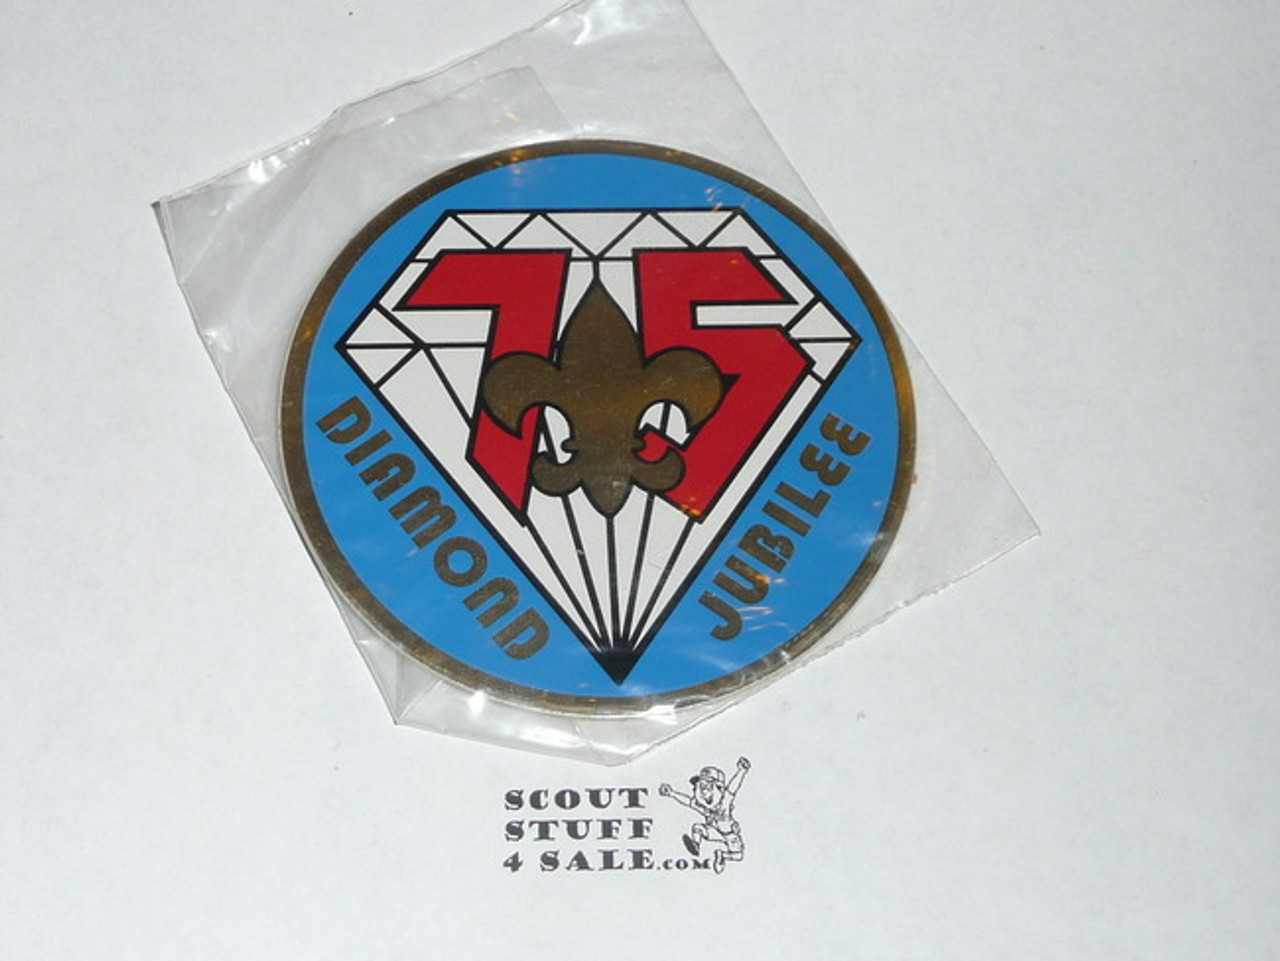 75
DIAMOND
JUBILEE
SCOUT
STUFF
4 SALE.COM